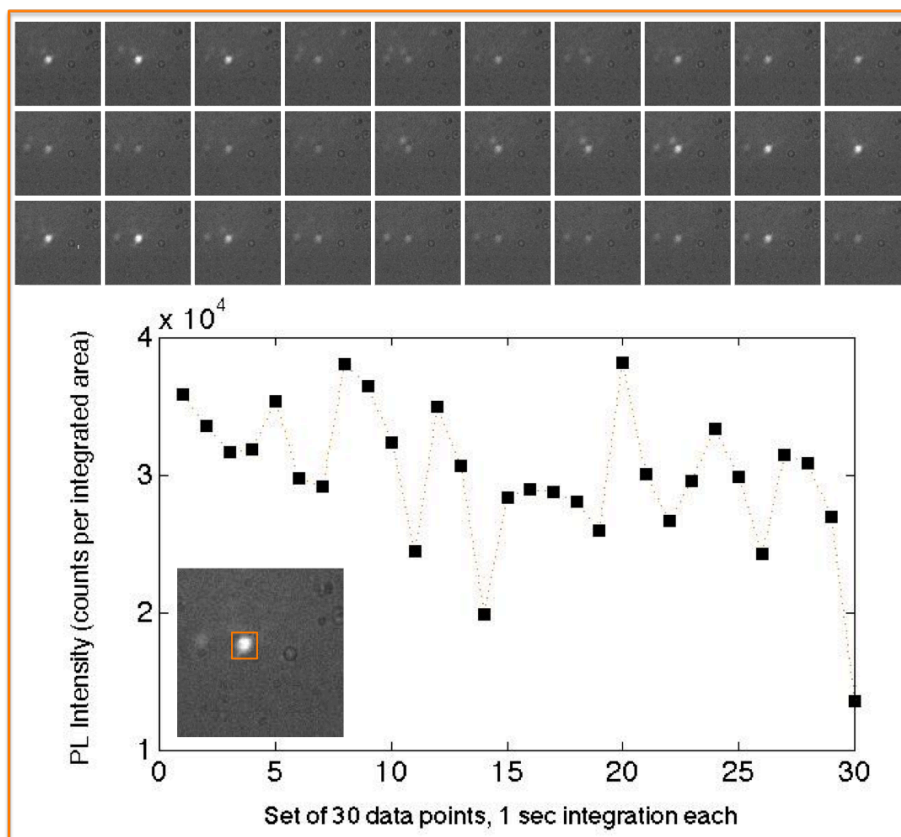 x 10⁴
4
3
2
1
0 5 10 15 20 25 30
PL Intensity (counts per integrated area)
Set of 30 data points, 1 sec integration each